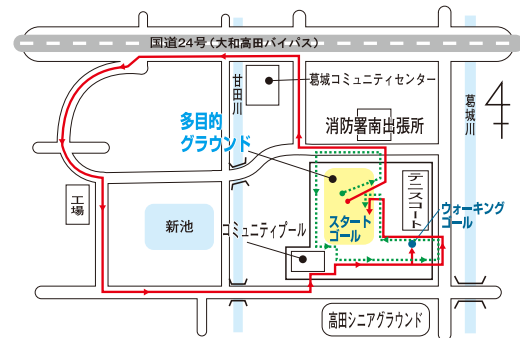 国道24号(大和高田バイパス)
甘田川
葛城コミュニティセンター
葛城川
消防署南出張所
多目的
グラウンド
テニスコート
工場
新池
コミュニティプール
スタート
ゴール
ウォーキング
ゴール
高田シニアグラウンド
4